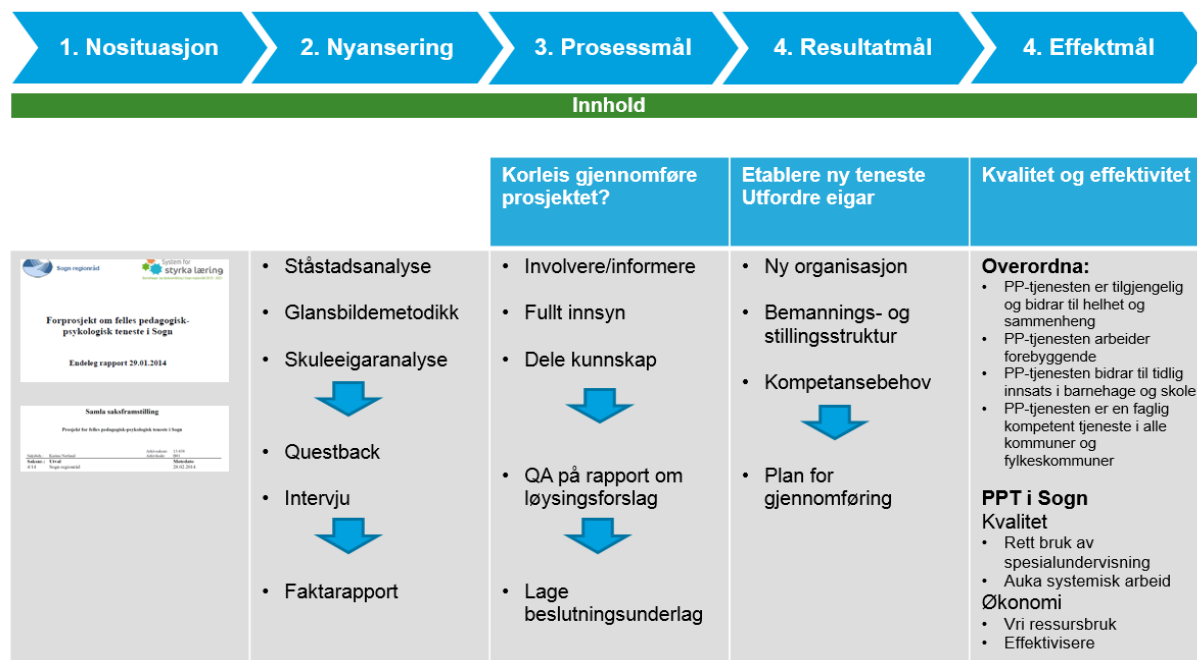 1. Nosituasjon
2. Nyansering
3. Prosessmål
4. Resultatmål
4. Effektmål
Innhold
Korleis gjennomføre
prosjektet?
Etablere ny teneste
Utfordre eigar
Kvalitet og effektivitet
Sogn regionråd
System for
styrka læring
Forprosjekt om felles pedagogisk-
psykologisk teneste i Sogn
Endeleg rapport 29.01.2014
Samla saksframstilling
Prosjekt for felles pedagogisk-psykologisk teneste i Sogn
Sogn regionråd
• Ståstadsanalyse
• Glansbildemetodikk
• Skuleeigaranalyse
• Questback
• Intervju
• Faktarapport
• Involvere/informere
• Fullt innsyn
• Dele kunnskap
• QA på rapport om
løysingsforslag
• Lage
beslutningsunderlag
• Ny organisasjon
• Bemannings- og
stillingsstruktur
• Kompetansebehov
• Plan for
gjennomføring
Overordna:
• PP-tjenesten er tilgjengelig
og bidrar til helhet og
sammenheng
• PP-tjenesten arbeider
forebyggende
• PP-tjenesten bidrar til tidlig
innsats i barnehage og skole
• PP-tjenesten er en faglig
kompetent tjeneste i alle
kommuner og
fylkeskommuner
PPT i Sogn
Kvalitet
• Rett bruk av
spesialundervisning
• Auka systemisk arbeid
Økonomi
• Vri ressursbruk
• Effektivisere